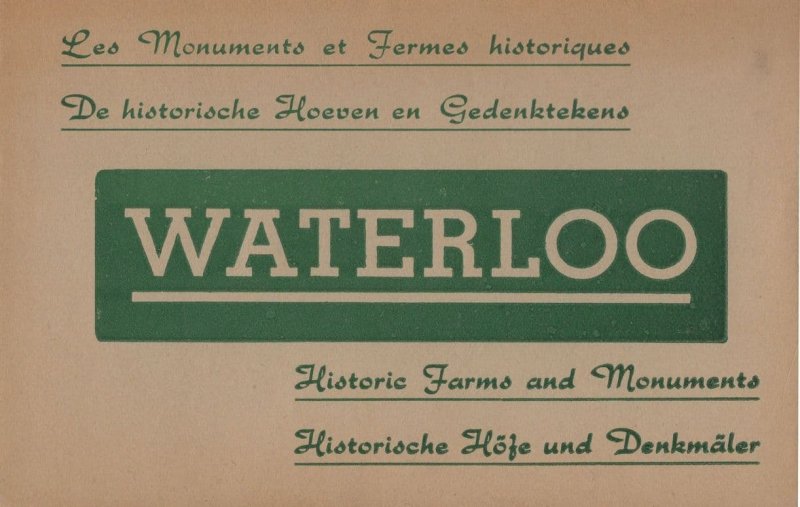 Les Monuments et Fermes historiques
De historische Hoeven en Gedenktekens
WATERLOO
Historic Farms and Monuments
Historische Höfe und Denkmäler